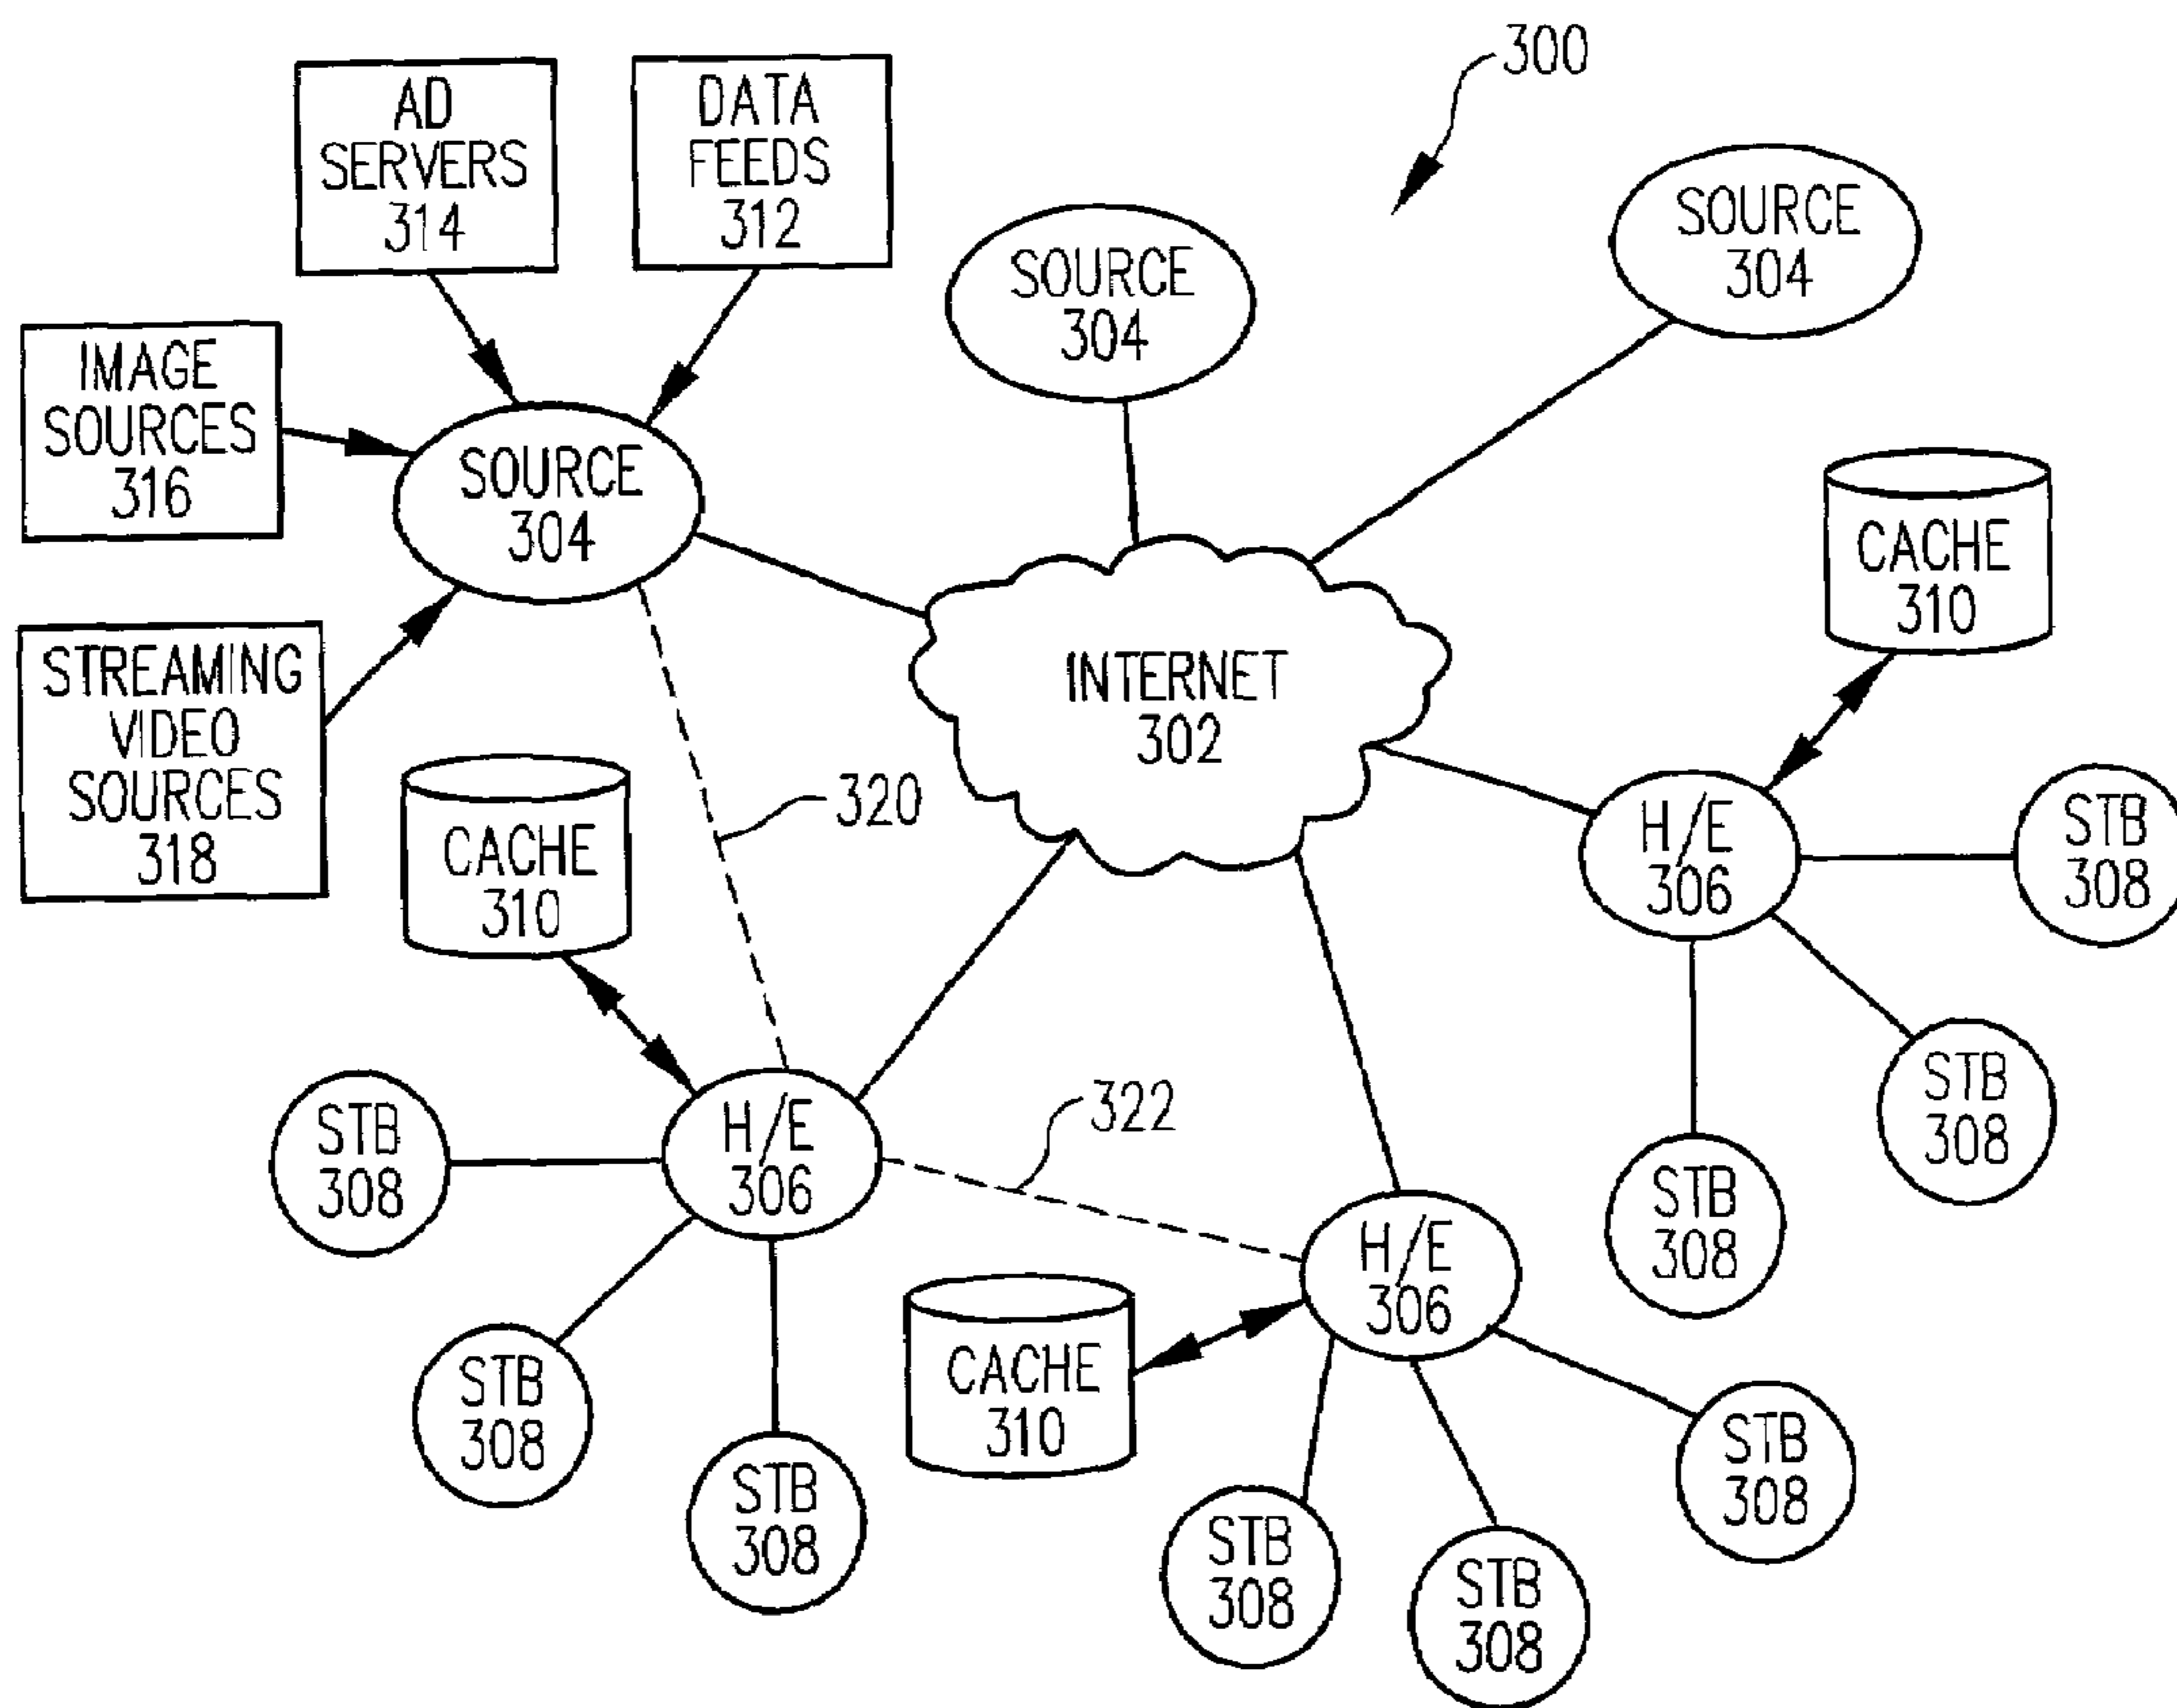 300
AD
SERVERS
314
DATA
FEEDS
312
SOURCE
304
SOURCE
304
IMAGE
SOURCES
316
SOURCE
304
CACHE
310
STREAMING
VIDEO
SOURCES
318
INTERNET
302
320
CACHE
310
H/E
306
STB
308
STB
308
STB
308
H/E
306
322
STB
308
STB
308
STB
308
H/E
306
CACHE
310
STB
308
STB
308
STB
308